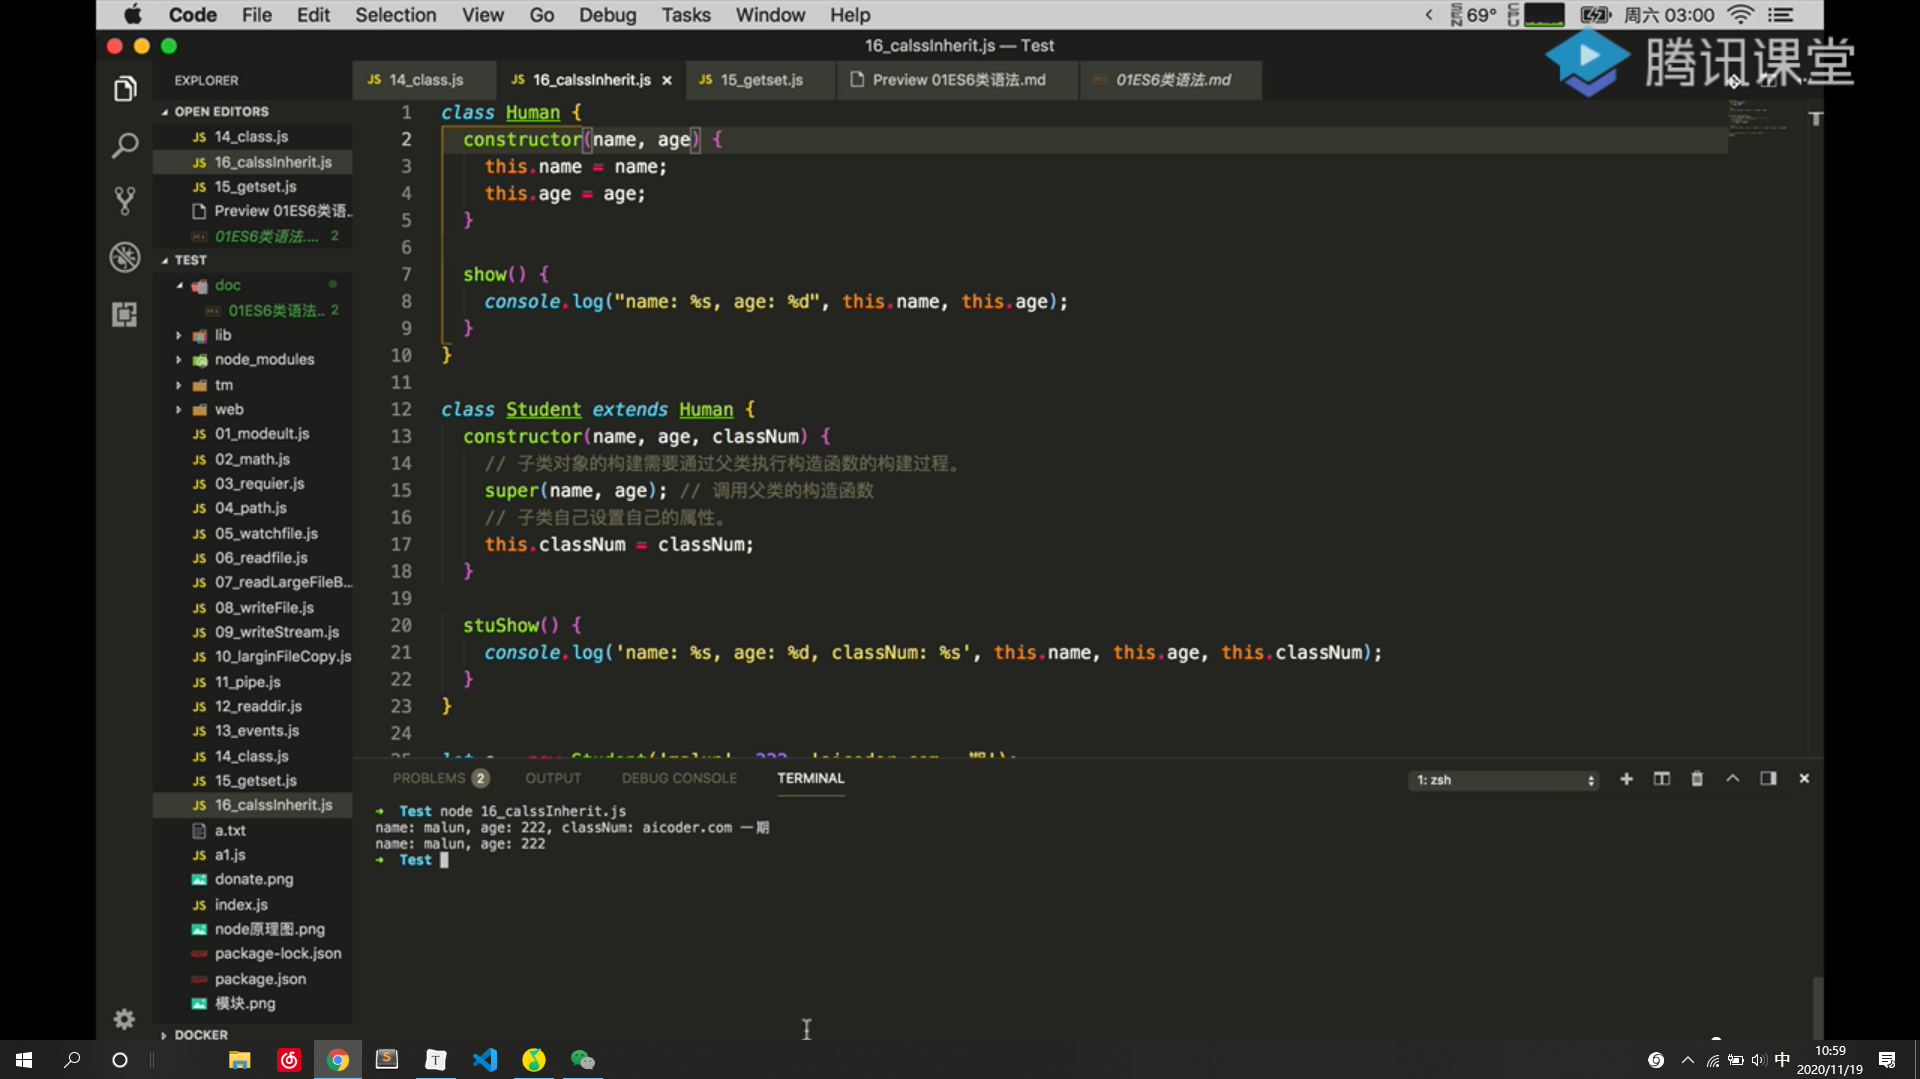 Code File Edit Selection View Go Debug Tasks Window Help
SEN 69° 周六 03:00
16_calssInherit.js — Test
腾讯课堂
EXPLORER
JS 14_class.js
JS 16_calssInherit.js ×
JS 15_getset.js
Preview 01ES6类语法.md
01ES6类语法.md
OPEN EDITORS
JS 14_class.js
JS 16_calssInherit.js
JS 15_getset.js
Preview 01ES6类语..
01ES6类语法.... 2
TEST
doc
01ES6类语法.. 2
lib
node_modules
tm
web
JS 01_modeult.js
JS 02_math.js
JS 03_requier.js
JS 04_path.js
JS 05_watchfile.js
JS 06_readfile.js
JS 07_readLargeFileB...
JS 08_writeFile.js
JS 09_writeStream.js
JS 10_larginFileCopy.js
JS 11_pipe.js
JS 12_readdir.js
JS 13_events.js
JS 14_class.js
JS 15_getset.js
JS 16_calssInherit.js
a.txt
JS a1.js
donate.png
JS index.js
node原理图.png
package-lock.json
package.json
模块.png
DOCKER
1 class Human {
2 constructor(name, age) {
3 this.name = name;
4 this.age = age;
5 }
6
7 show() {
8 console.log("name: %s, age: %d", this.name, this.age);
9 }
10 }
11
12 class Student extends Human {
13 constructor(name, age, classNum) {
14 // 子类对象的构建需要通过父类执行构造函数的构建过程。
15 super(name, age); // 调用父类的构造函数
16 // 子类自己设置自己的属性。
17 this.classNum = classNum;
18 }
19
20 stuShow() {
21 console.log('name: %s, age: %d, classNum: %s', this.name, this.age, this.classNum);
22 }
23 }
24
PROBLEMS 2 OUTPUT DEBUG CONSOLE TERMINAL
1: zsh
➜ Test node 16_calssInherit.js
name: malun, age: 222, classNum: aicoder.com 一期
name: malun, age: 222
➜ Test
中
10:59
2020/11/19